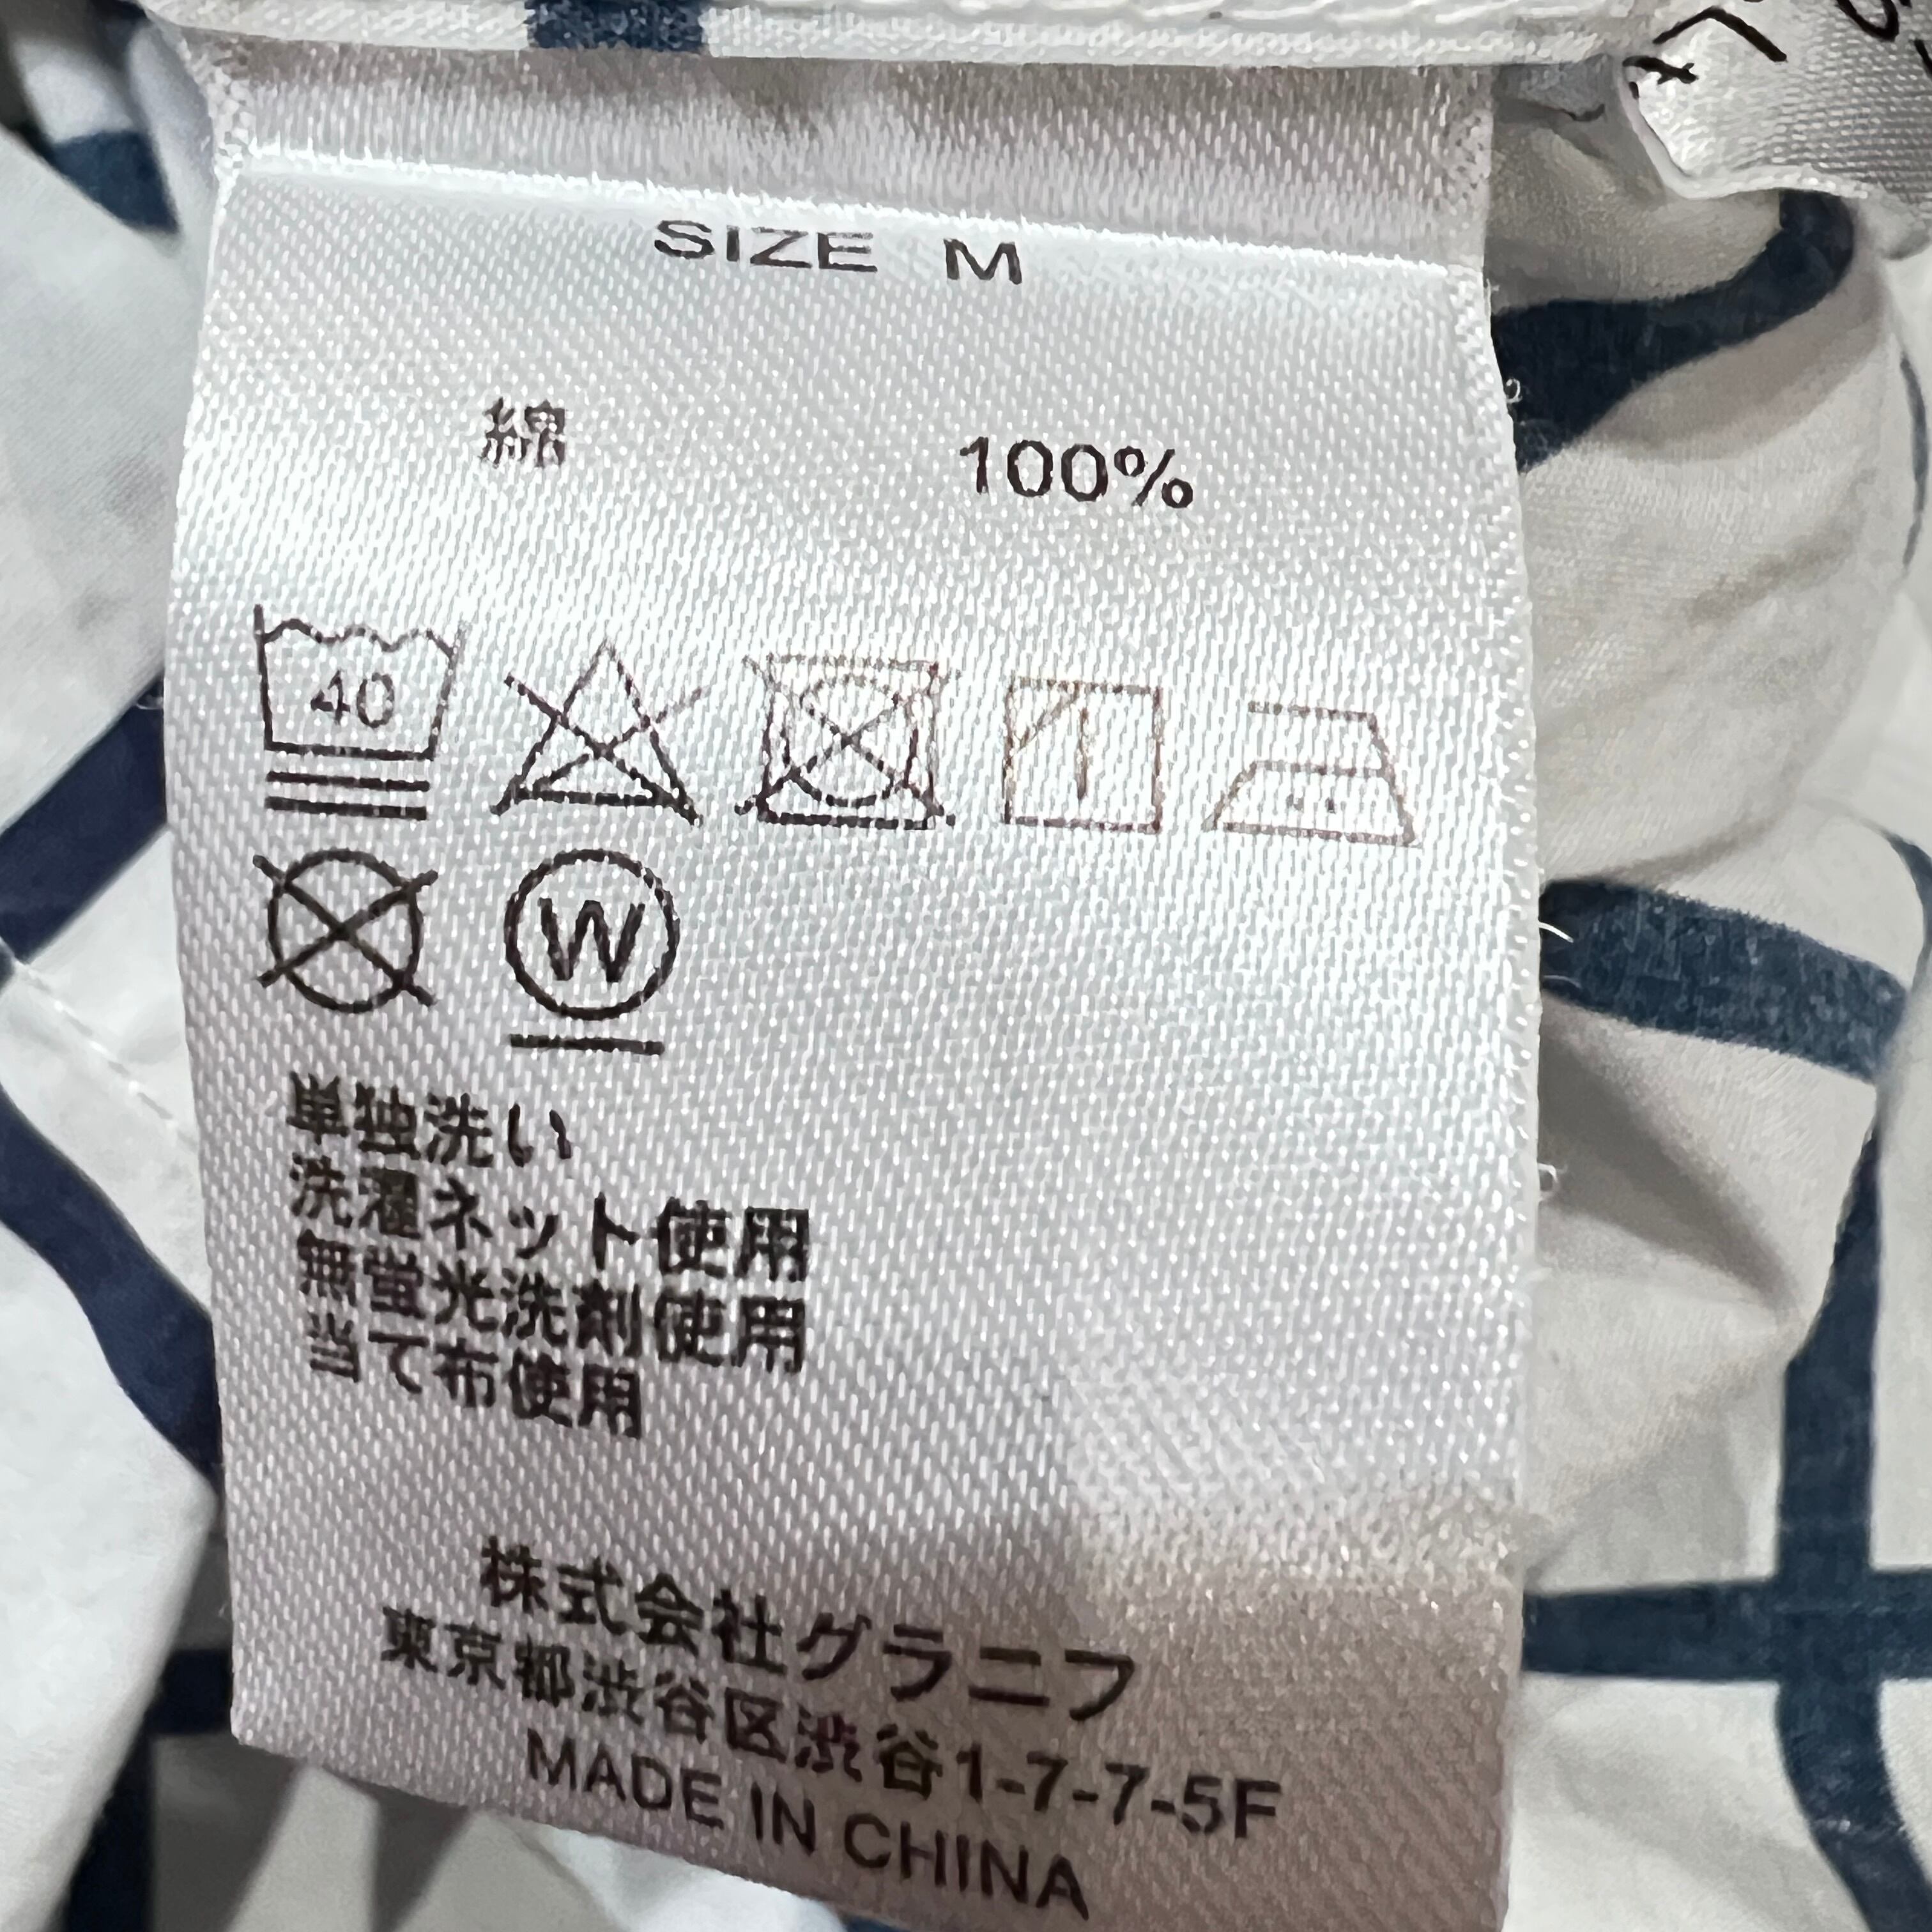 SIZE M
綿 100%
40
W
単独洗い
洗濯ネット使用
無蛍光洗剤使用
当て布使用
株式会社グラニフ
東京都渋谷区渋谷1-7-7-5F
MADE IN CHINA